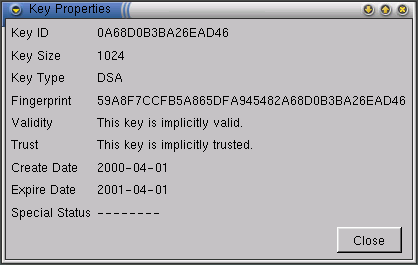 Key Properties
Key ID 0A68D0B3BA26EAD46
Key Size 1024
Key Type DSA
Fingerprint 59A8F7CCFB5A865DFA945482A68D0B3BA26EAD46
Validity This key is implicitly valid.
Trust This key is implicitly trusted.
Create Date 2000-04-01
Expire Date 2001-04-01
Special Status --------
Close